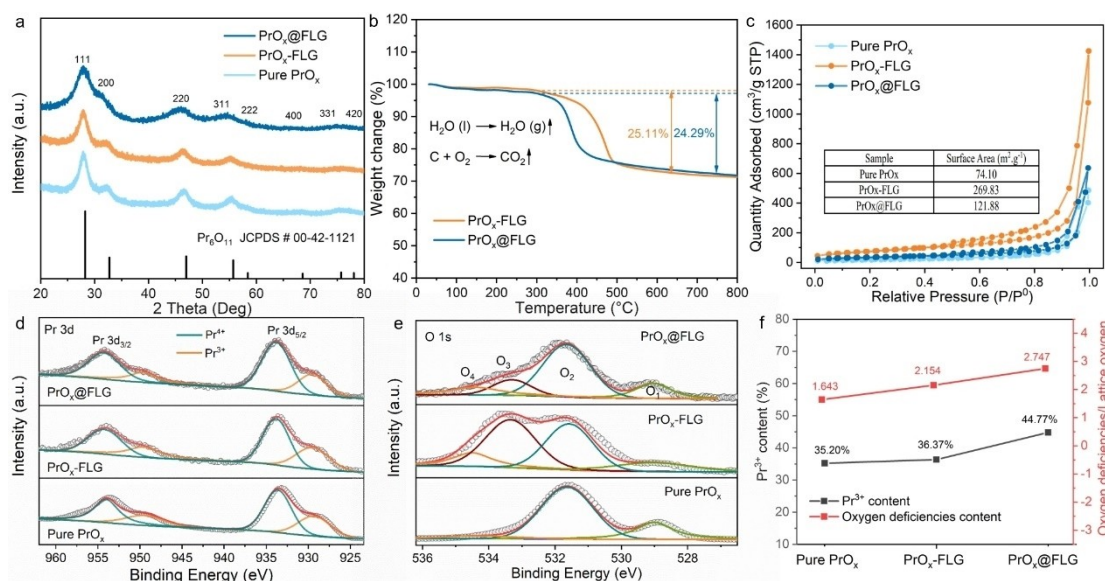 a
PrOₓ@FLG
PrOₓ-FLG
Pure PrOₓ
111
200
220
311
222
400
331
420
Pr₆O₁₁ JCPDS # 00-42-1121
Intensity (a.u.)
20 30 40 50 60 70 80
2 Theta (Deg)
b
110
100
90
80
70
60
50
40
Weight change (%)
H₂O (l) → H₂O (g)↑
C + O₂ → CO₂↑
25.11%
24.29%
PrOₓ-FLG
PrOₓ@FLG
0 100 200 300 400 500 600 700 800
Temperature (°C)
c
1600
1400
1200
1000
800
600
400
200
0
Quantity Adsorbed (cm³/g STP)
Pure PrOₓ
PrOₓ-FLG
PrOₓ@FLG
Sample Surface Area (m².g⁻¹)
Pure PrOx 74.10
PrOx-FLG 269.83
PrOx@FLG 121.88
0.0 0.2 0.4 0.6 0.8 1.0
Relative Pressure (P/P⁰)
d
Pr 3d
Pr⁴⁺
Pr³⁺
Pr 3d₃/₂
Pr 3d₅/₂
PrOₓ@FLG
PrOₓ-FLG
Pure PrOₓ
Intensity (a.u.)
960 955 950 945 940 935 930 925
Binding Energy (eV)
e
O 1s
PrOₓ@FLG
O₄
O₃
O₂
O₁
PrOₓ-FLG
Pure PrOₓ
Intensity (a.u.)
536 534 532 530 528
Binding Energy (eV)
f
90
80
70
60
50
40
30
20
10
Pr³⁺ content (%)
1.643
2.154
2.747
35.20%
36.37%
44.77%
Pr³⁺ content
Oxygen deficiencies content
4
3
2
1
0
-1
-2
-3
Oxygen deficiencies/Lattice oxygen
Pure PrOₓ PrOₓ-FLG PrOₓ@FLG